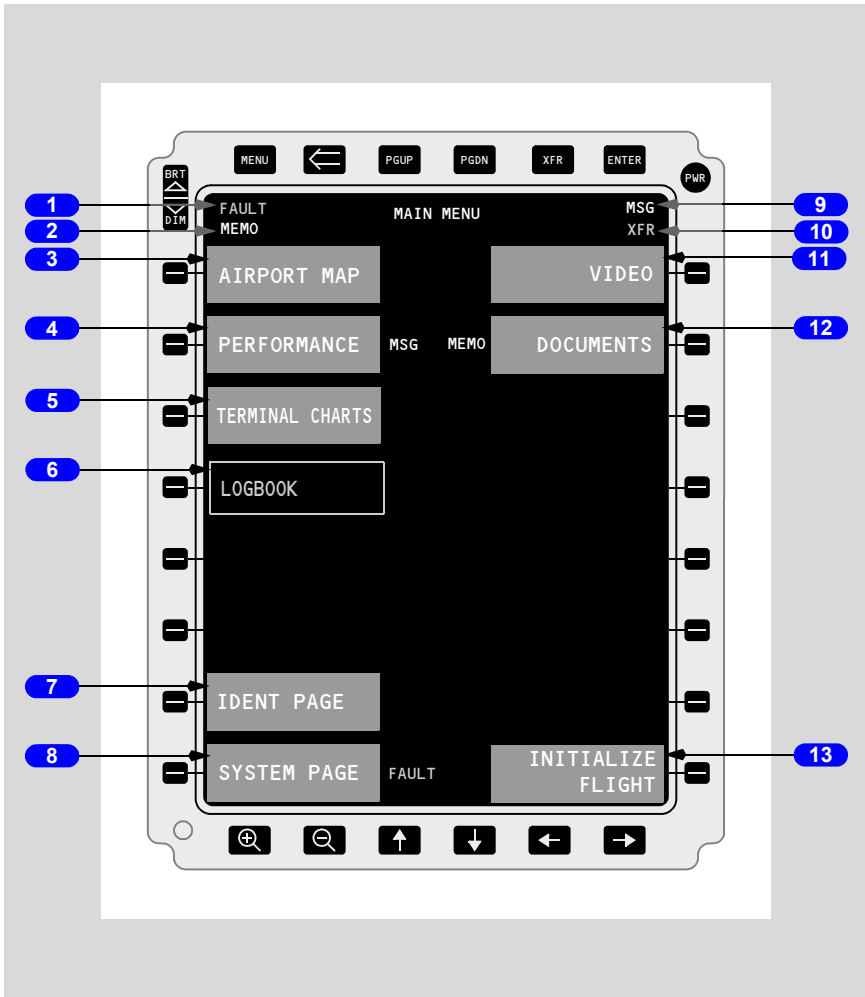 MENU PGUP PGDN XFR ENTER
BRT
PWR
DIM
1 FAULT MAIN MENU MSG 9
2 MEMO XFR 10
3 AIRPORT MAP VIDEO 11
4 PERFORMANCE MSG MEMO DOCUMENTS 12
5 TERMINAL CHARTS
6 LOGBOOK
7 IDENT PAGE
8 SYSTEM PAGE FAULT INITIALIZE 13
FLIGHT